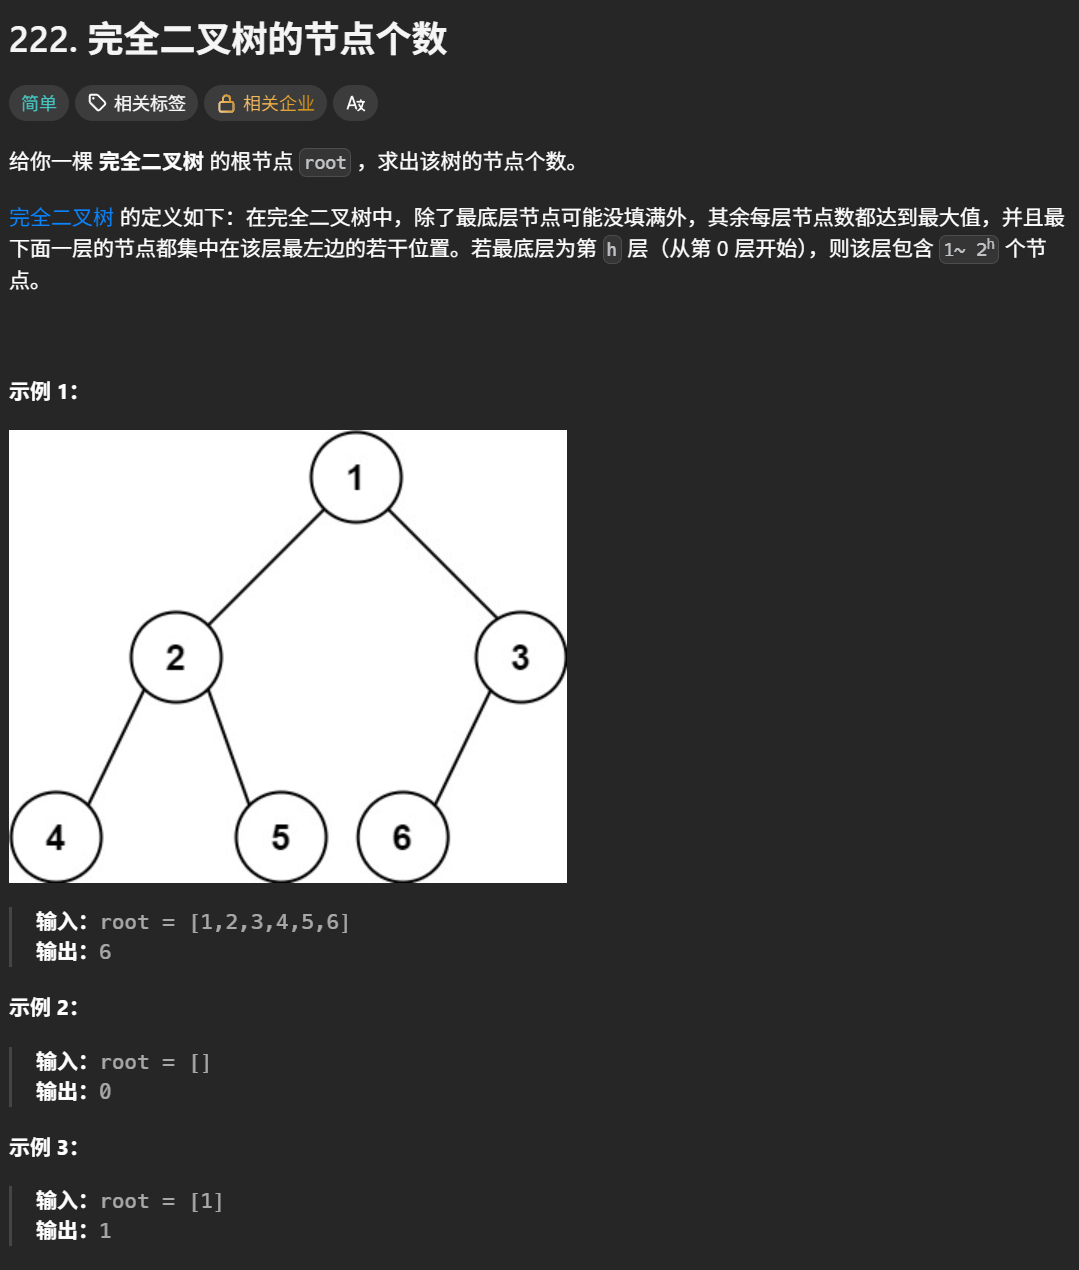 222. 完全二叉树的节点个数
简单 相关标签 相关企业 Aх
给你一棵 完全二叉树 的根节点 root ，求出该树的节点个数。
完全二叉树 的定义如下：在完全二叉树中，除了最底层节点可能没填满外，其余每层节点数都达到最大值，并且最
下面一层的节点都集中在该层最左边的若干位置。若最底层为第 h 层（从第 0 层开始），则该层包含 1~ 2ʰ 个节
点。
示例 1：
1
2 3
4 5 6
输入：root = [1,2,3,4,5,6]
输出：6
示例 2：
输入：root = []
输出：0
示例 3：
输入：root = [1]
输出：1